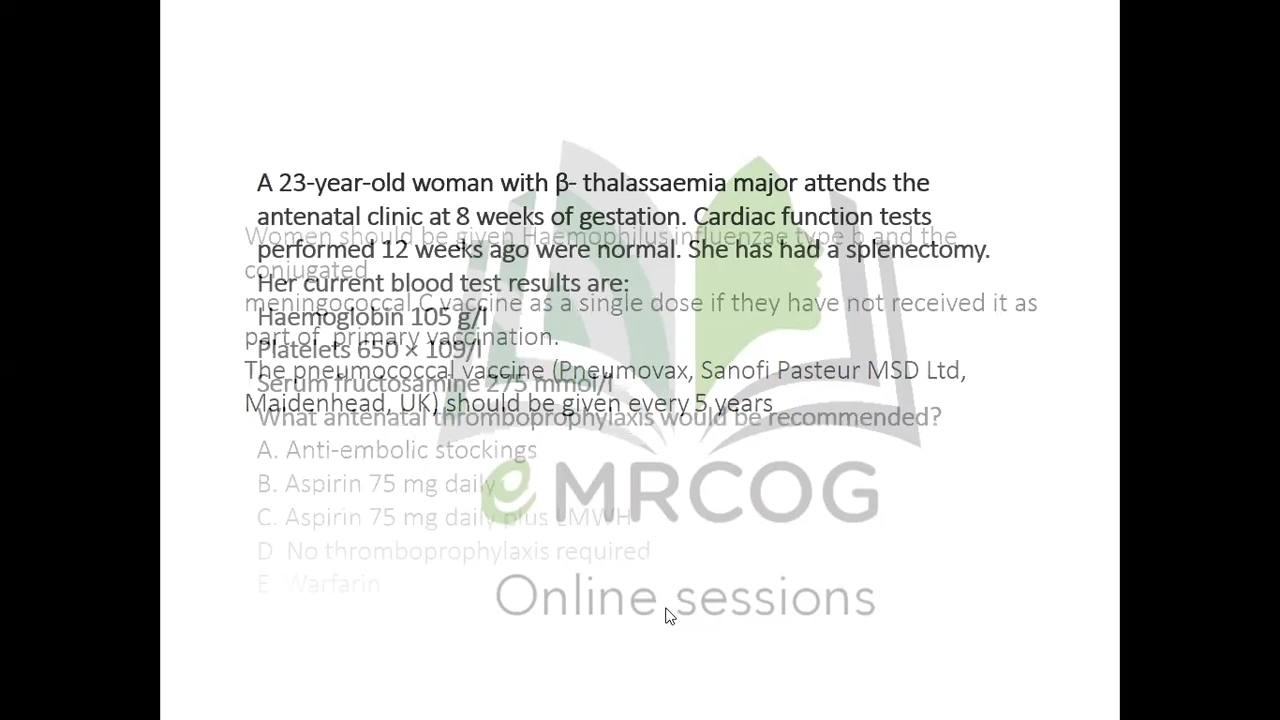 A 23-year-old woman with β- thalassaemia major attends the
antenatal clinic at 8 weeks of gestation. Cardiac function tests
performed 12 weeks ago were normal. She has had a splenectomy.
Her current blood test results are:
Haemoglobin 105 g/l
Platelets 650 × 109/l
Serum fructosamine 275 mmol/l
What antenatal thromboprophylaxis would be recommended?
A. Anti-embolic stockings
B. Aspirin 75 mg daily
C. Aspirin 75 mg daily plus LMWH
D No thromboprophylaxis required
E Warfarin
Women should be given Haemophilus influenzae type b and the
conjugated
meningococcal C vaccine as a single dose if they have not received it as
part of primary vaccination.
The pneumococcal vaccine (Pneumovax, Sanofi Pasteur MSD Ltd,
Maidenhead, UK) should be given every 5 years
eMRCOG
Online sessions